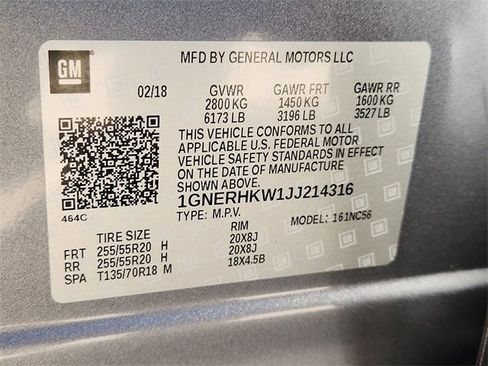 GM
MFD BY GENERAL MOTORS LLC
02/18 GVWR GAWR FRT GAWR RR
2800 KG 1450 KG 1600 KG
6173 LB 3196 LB 3527 LB
THIS VEHICLE CONFORMS TO ALL
APPLICABLE U.S. FEDERAL MOTOR
VEHICLE SAFETY STANDARDS IN EFFECT
ON THE DATE OF MANUFACTURE SHOWN ABOVE.
1GNERHKW1JJ214316
464C TYPE: M.P.V. MODEL: 161NC56
TIRE SIZE RIM
FRT 255/55R20 H 20X8J
RR 255/55R20 H 20X8J
SPA T135/70R18 M 18X4.5B